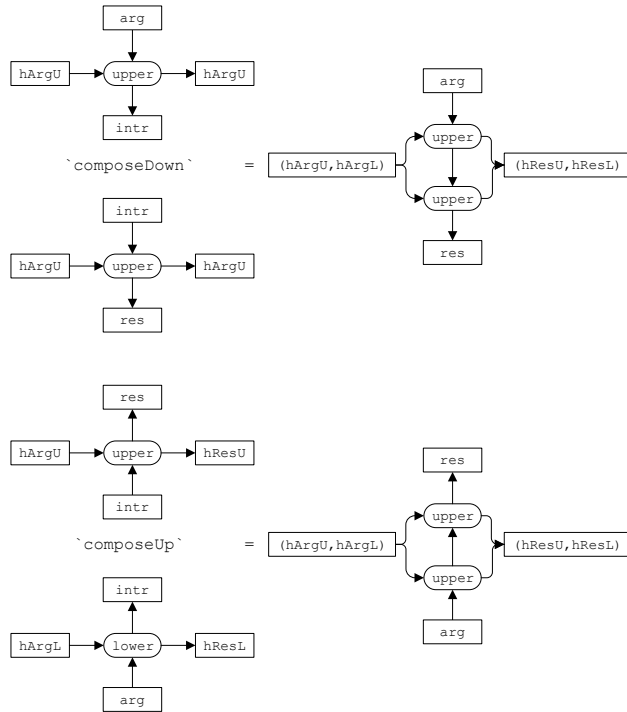 arg
hArgU upper hArgU
intr
`composeDown` =
intr
hArgU upper hArgU
res
arg
upper
(hArgU,hArgL) (hResU,hResL)
upper
res
res
hArgU upper hResU
intr
`composeUp` =
intr
hArgL lower hResL
arg
res
upper
(hArgU,hArgL) (hResU,hResL)
upper
arg